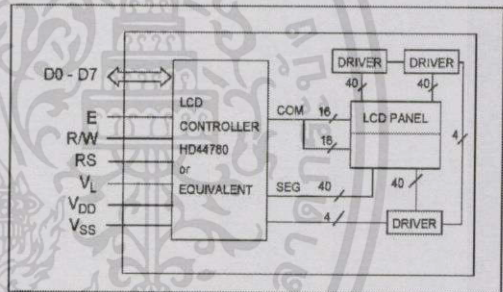 D0 - D7
E
R/W
RS
VL
VDD
VSS
LCD
CONTROLLER
HD44780
or
EQUIVALENT
COM
16
16
SEG
40
4
DRIVER
DRIVER
40
40
LCD PANEL
4
40
DRIVER